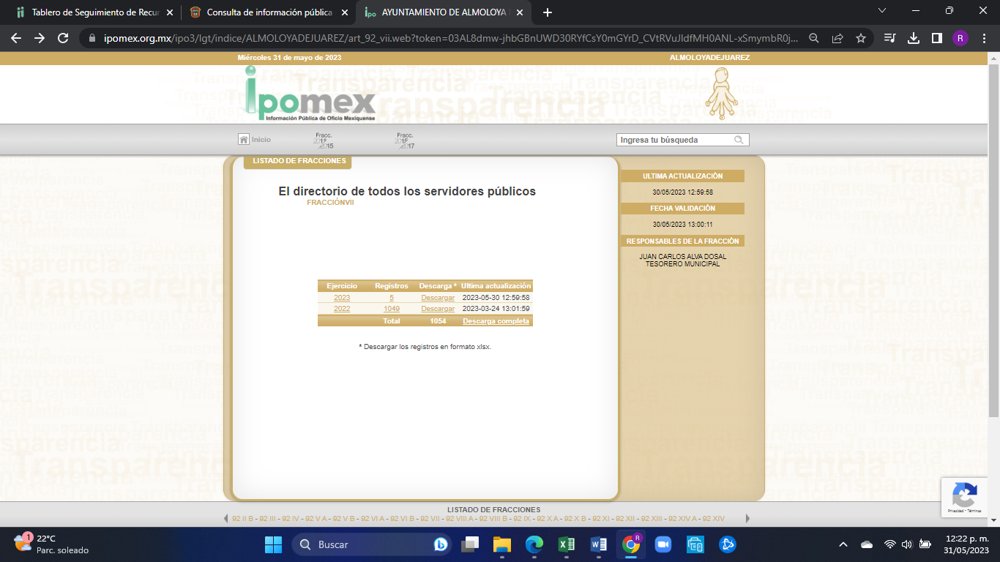 Tablero de Seguimiento de Recur
Consulta de información pública
AYUNTAMIENTO DE ALMOLOYA
ipomex.org.mx/ipo3/lgt/indice/ALMOLOYADEJUAREZ/art_92_vii.web?token=03AL8dmw-jhbGBnUWD30RYfCsY0mGYrD_CVtRVuJIdfMH0ANL-xSmymbR0j...
R
Miércoles 31 de mayo de 2023
ALMOLOYADEJUAREZ
Transparencia
ipomex
Información Pública de Oficio Mexiquense
Inicio
Fracc.
2015
Fracc.
2017
Ingresa tu búsqueda
LISTADO DE FRACCIONES
El directorio de todos los servidores públicos
FRACCIÓNVII
ULTIMA ACTUALIZACIÓN
30/05/2023 12:59:58
FECHA VALIDACIÓN
30/05/2023 13:00:11
RESPONSABLES DE LA FRACCIÓN
JUAN CARLOS ALVA DOSAL
TESORERO MUNICIPAL
Ejercicio Registros Descarga * Ultima actualización
2023 5 Descargar 2023-05-30 12:59:58
2022 1049 Descargar 2023-03-24 13:01:59
Total 1054 Descarga completa
* Descargar los registros en formato xlsx.
Privacidad • Términos
LISTADO DE FRACCIONES
92 II B - 92 III - 92 IV - 92 V A - 92 V B - 92 VI A - 92 VI B - 92 VII - 92 VIII A - 92 VIII B - 92 IX - 92 X A - 92 X B - 92 XI - 92 XII - 92 XIII - 92 XIV A - 92 XIV
1
22°C
Parc. soleado
Buscar
R
12:22 p. m.
31/05/2023